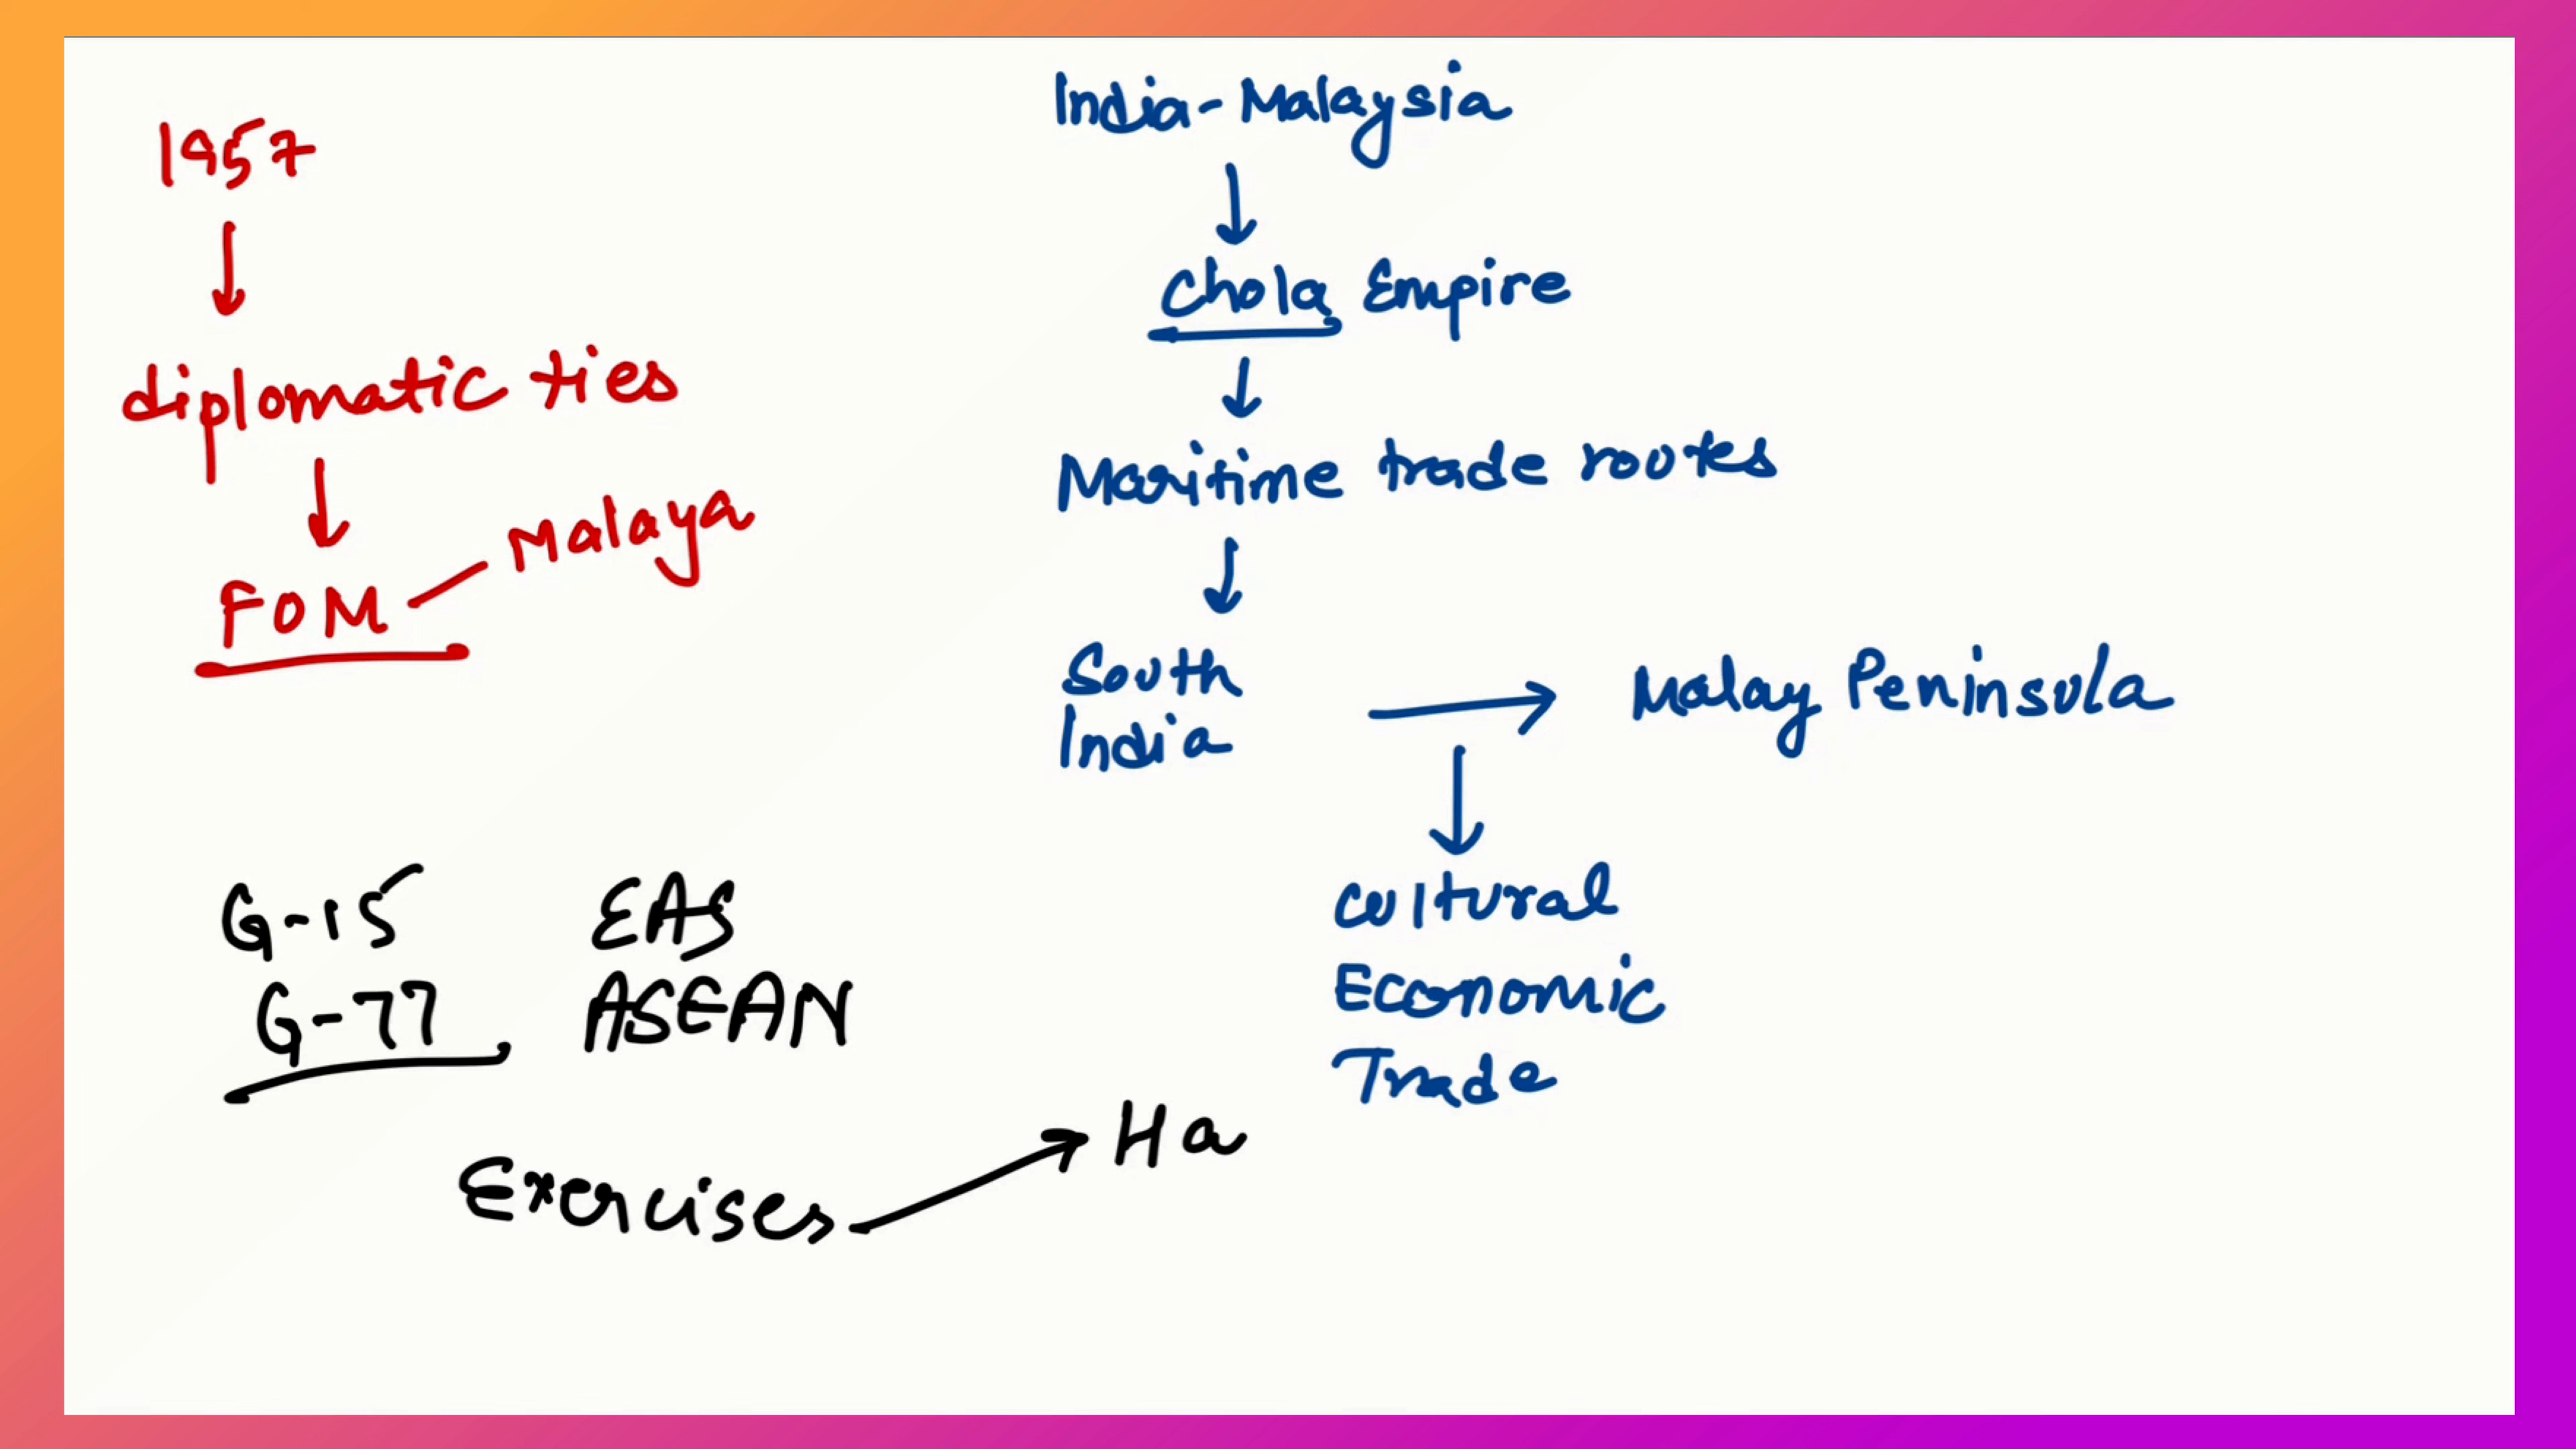 1957
diplomatic ties
FOM
Malaya
India-Malaysia
Chola Empire
Maritime trade routes
South
India
Malay Peninsula
Cultural
Economic
Trade
G-15
G-77
EAS
ASEAN
Exercises
Ha